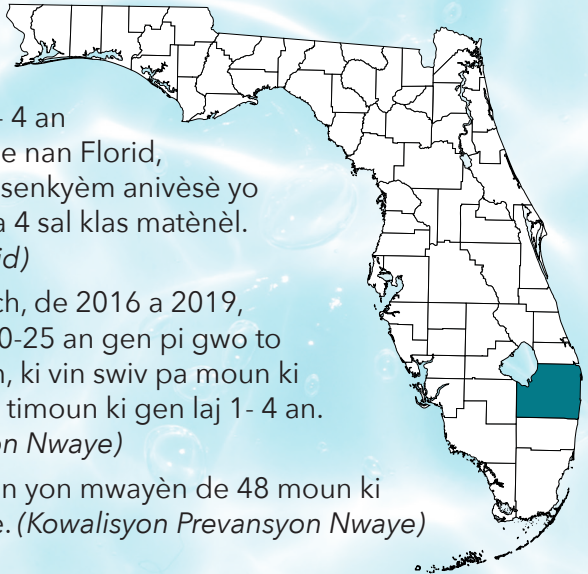 - 4 an
e nan Florid,
senkyèm anivèsè yo
a 4 sal klas matènèl.
id)
ch, de 2016 a 2019,
0-25 an gen pi gwo to
n, ki vin swiv pa moun ki
timoun ki gen laj 1- 4 an.
on Nwaye)
n yon mwayèn de 48 moun ki
e. (Kowalisyon Prevansyon Nwaye)